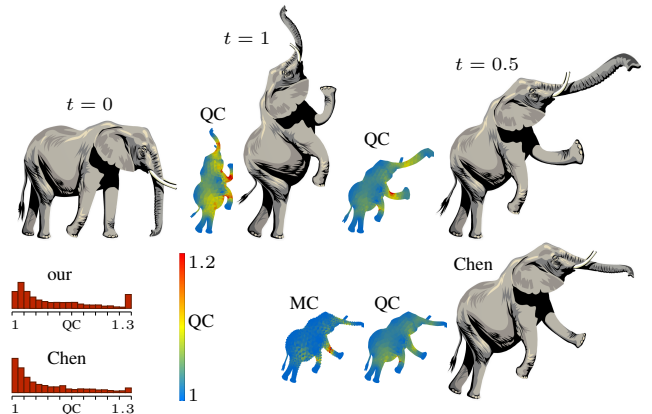 t = 1
t = 0.5
t = 0
QC
QC
Chen
our
1 QC 1.3
1.2
QC
1
MC
QC
Chen
1 QC 1.3